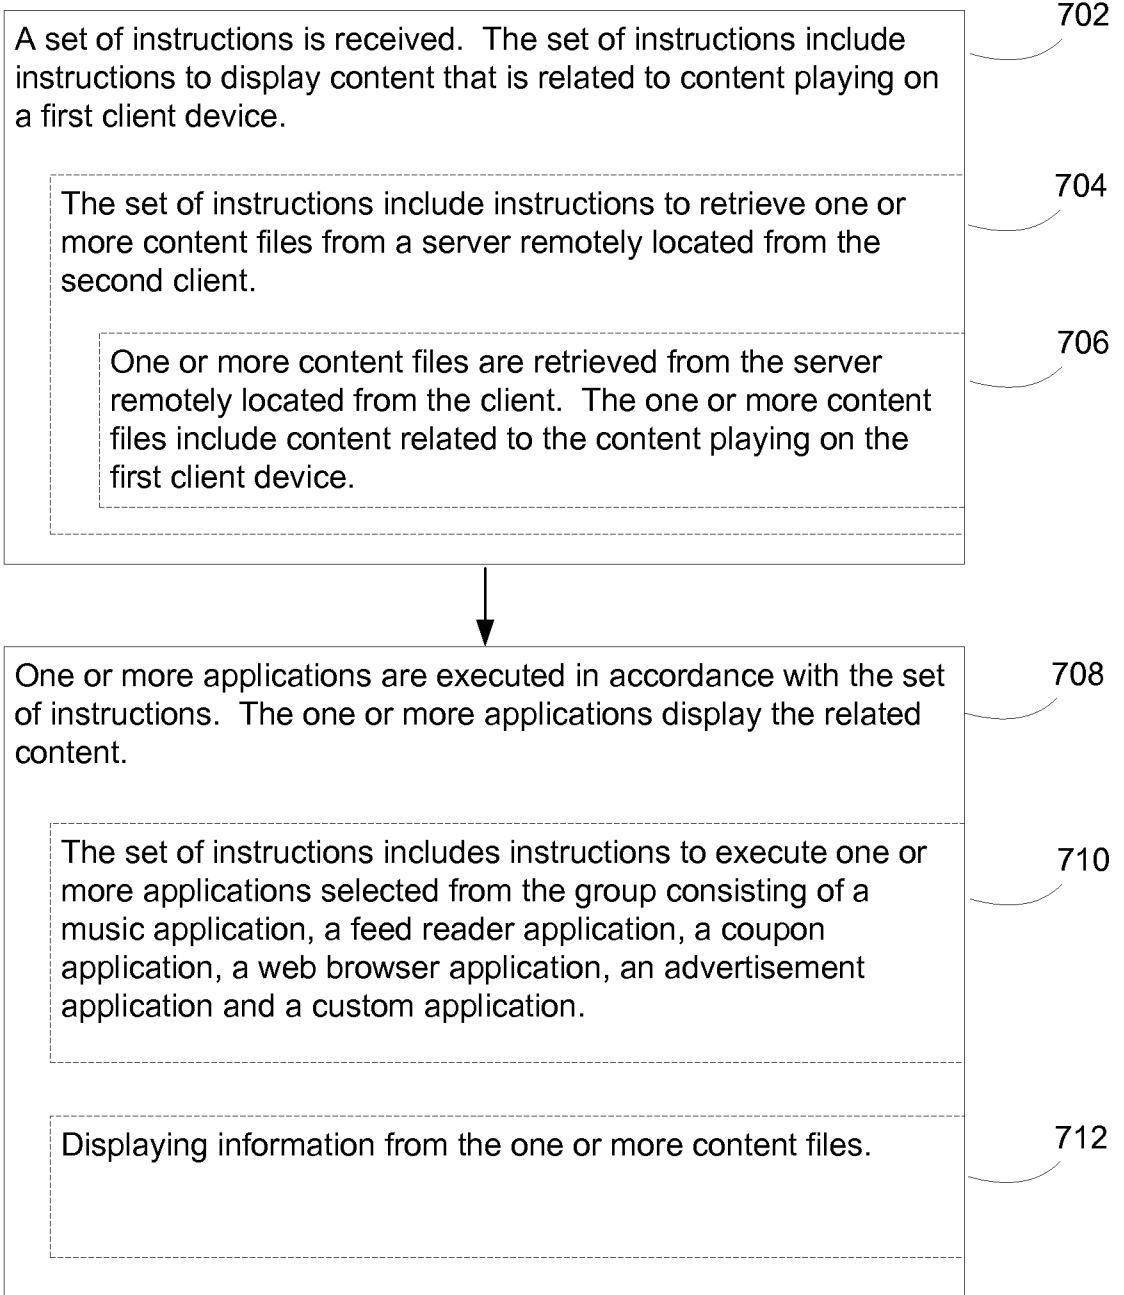 702
A set of instructions is received.  The set of instructions include
instructions to display content that is related to content playing on
a first client device.
704
The set of instructions include instructions to retrieve one or
more content files from a server remotely located from the
second client.
706
One or more content files are retrieved from the server
remotely located from the client.  The one or more content
files include content related to the content playing on the
first client device.
708
One or more applications are executed in accordance with the set
of instructions.  The one or more applications display the related
content.
710
The set of instructions includes instructions to execute one or
more applications selected from the group consisting of a
music application, a feed reader application, a coupon
application, a web browser application, an advertisement
application and a custom application.
712
Displaying information from the one or more content files.